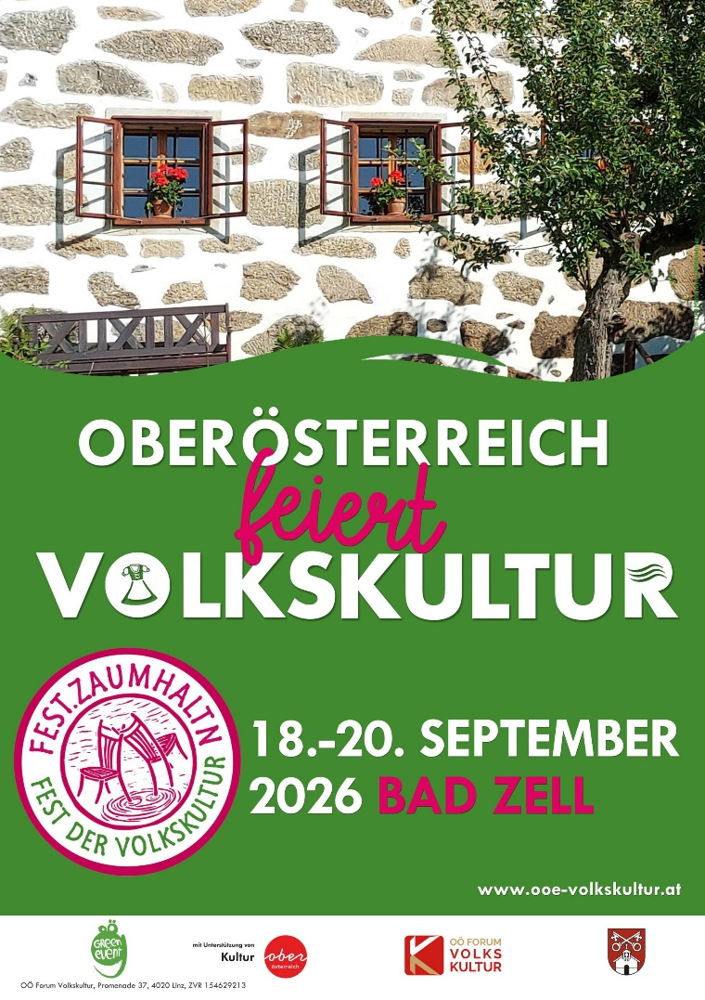 OBERÖSTERREICH
feiert
VOLKSKULTUR
FEST.ZAUMHALTN
FEST DER VOLKSKULTUR
18.-20. SEPTEMBER
2026 BAD ZELL
www.ooe-volkskultur.at
OÖ
GREEN
EVENT
mit Unterstützung von
Kultur
ober
österreich
OÖ FORUM
VOLKS
KULTUR
OÖ Forum Volkskultur, Promenade 37, 4020 Linz, ZVR 154629213